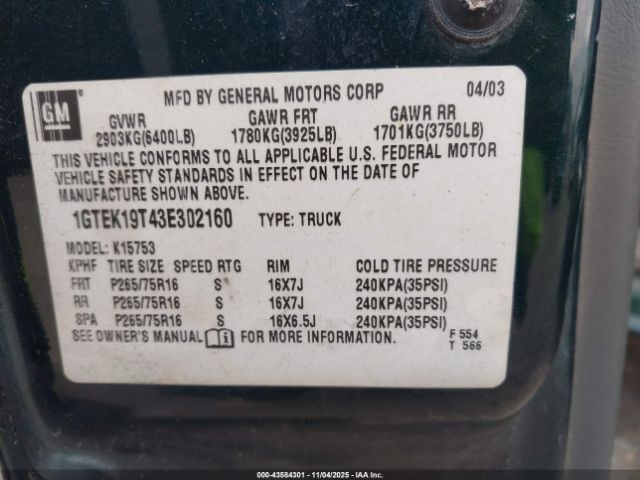 GM
MFD BY GENERAL MOTORS CORP 04/03
GVWR GAWR FRT GAWR RR
2903KG(6400LB) 1780KG(3925LB) 1701KG(3750LB)
THIS VEHICLE CONFORMS TO ALL APPLICABLE U.S. FEDERAL MOTOR
VEHICLE SAFETY STANDARDS IN EFFECT ON THE DATE OF
MANUFACTURE SHOWN ABOVE.
1GTEK19T43E302160 TYPE: TRUCK
MODEL: K15753
KPHF TIRE SIZE SPEED RTG RIM COLD TIRE PRESSURE
FRT P265/75R16 S 16X7J 240KPA(35PSI)
RR P265/75R16 S 16X7J 240KPA(35PSI)
SPA P265/75R16 S 16X6.5J 240KPA(35PSI)
SEE OWNER'S MANUAL i FOR MORE INFORMATION. F 554
T 566
000-43584301 - 11/04/2025 - IAAI, Inc.